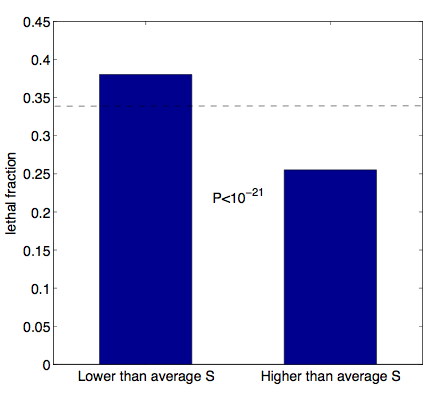 0.45
0.4
0.35
0.3
0.25
0.2
0.15
0.1
0.05
0
lethal fraction
P<10⁻²¹
Lower than average S
Higher than average S